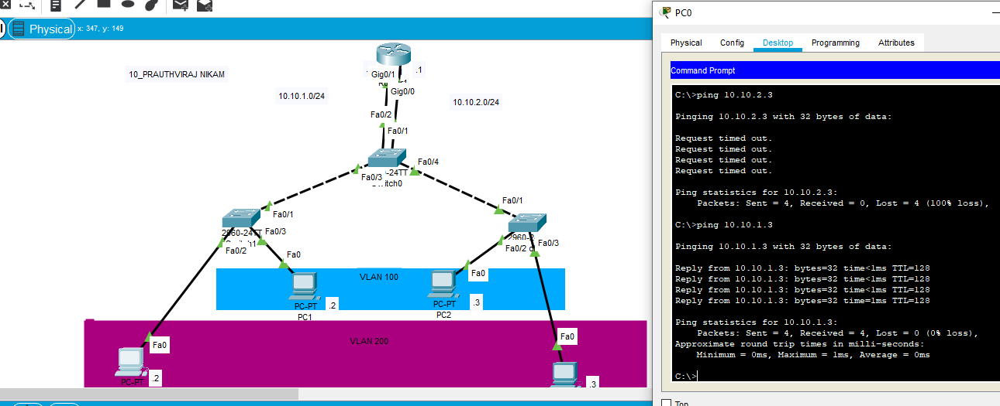 Physical x: 347, y: 149
10_PRAUTHVIRAJ NIKAM
.1
Gig0/1
Gig0/0
10.10.1.0/24
10.10.2.0/24
Fa0/2
Fa0/1
Fa0/4
Fa0/3
-24TT
Fa0/1
Fa0/1
2960-24TT
Fa0/3
Fa0/2
Fa0/2
Fa0/3
Fa0
Fa0
VLAN 100
PC-PT
PC1
.2
PC-PT
PC2
.3
VLAN 200
Fa0
Fa0
PC-PT
.2
.3
PC0
Physical Config Desktop Programming Attributes
Command Prompt
C:\>ping 10.10.2.3
Pinging 10.10.2.3 with 32 bytes of data:
Request timed out.
Request timed out.
Request timed out.
Request timed out.
Ping statistics for 10.10.2.3:
Packets: Sent = 4, Received = 0, Lost = 4 (100% loss),
C:\>ping 10.10.1.3
Pinging 10.10.1.3 with 32 bytes of data:
Reply from 10.10.1.3: bytes=32 time<1ms TTL=128
Reply from 10.10.1.3: bytes=32 time<1ms TTL=128
Reply from 10.10.1.3: bytes=32 time<1ms TTL=128
Reply from 10.10.1.3: bytes=32 time=1ms TTL=128
Ping statistics for 10.10.1.3:
Packets: Sent = 4, Received = 4, Lost = 0 (0% loss),
Approximate round trip times in milli-seconds:
Minimum = 0ms, Maximum = 1ms, Average = 0ms
C:\>
Top